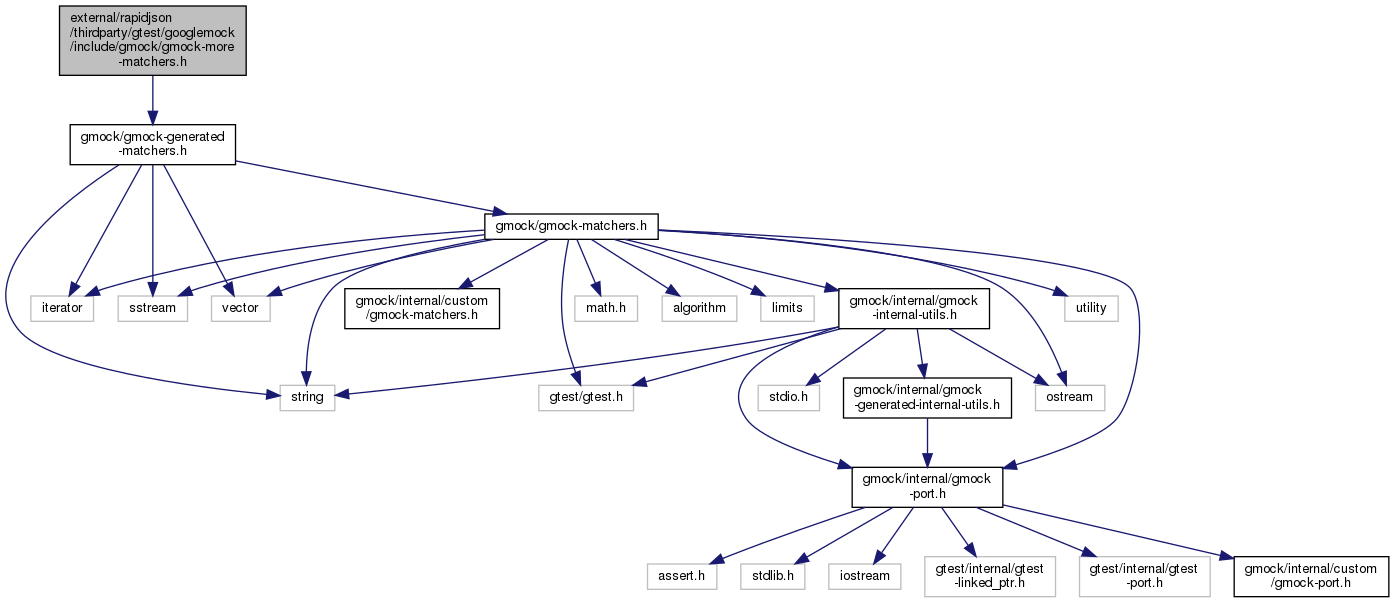 external/rapidjson
/thirdparty/gtest/googlemock
/include/gmock/gmock-more
-matchers.h
gmock/gmock-generated
-matchers.h
gmock/gmock-matchers.h
iterator
sstream
vector
gmock/internal/custom
/gmock-matchers.h
math.h
algorithm
limits
gmock/internal/gmock
-internal-utils.h
utility
string
gtest/gtest.h
stdio.h
gmock/internal/gmock
-generated-internal-utils.h
ostream
gmock/internal/gmock
-port.h
assert.h
stdlib.h
iostream
gtest/internal/gtest
-linked_ptr.h
gtest/internal/gtest
-port.h
gmock/internal/custom
/gmock-port.h